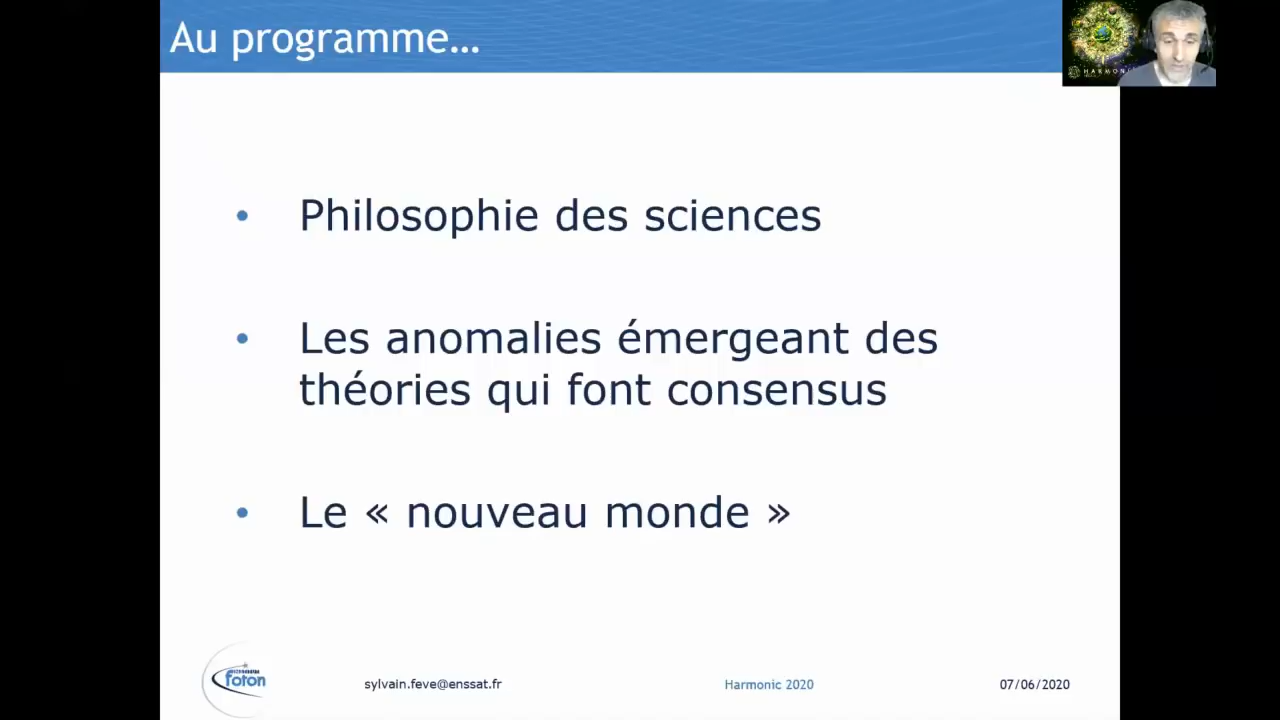 Au programme…
HARMONI
• Philosophie des sciences
• Les anomalies émergeant des
théories qui font consensus
• Le « nouveau monde »
foton
sylvain.feve@enssat.fr
Harmonic 2020
07/06/2020